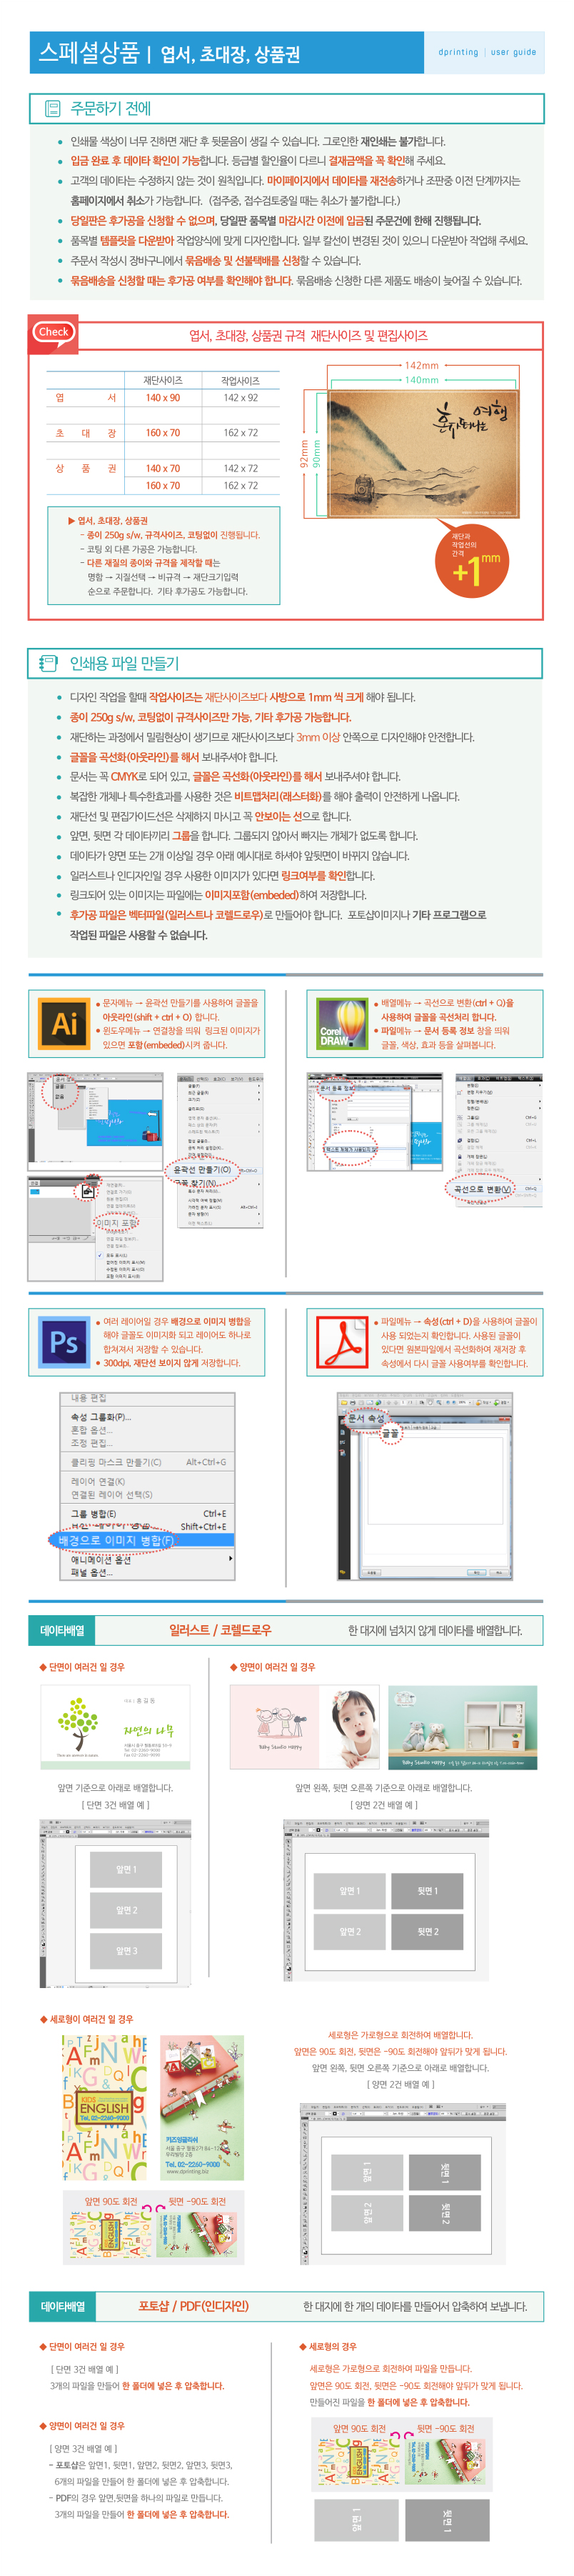 스페셜상품 | 엽서, 초대장, 상품권
dprinting | user guide
주문하기 전에
• 인쇄물 색상이 너무 진하면 재단 후 뒷묻음이 생길 수 있습니다. 그로인한 재인쇄는 불가합니다.
• 입금 완료 후 데이타 확인이 가능합니다. 등급별 할인율이 다르니 결재금액을 꼭 확인해 주세요.
• 고객의 데이타는 수정하지 않는 것이 원칙입니다. 마이페이지에서 데이타를 재전송하거나 조판중 이전 단계까지는
홈페이지에서 취소가 가능합니다. (접주중, 접수검토중일 때는 취소가 불가합니다.)
• 당일판은 후가공을 신청할 수 없으며, 당일판 품목별 마감시간 이전에 입금된 주문건에 한해 진행됩니다.
• 품목별 템플릿을 다운받아 작업양식에 맞게 디자인합니다. 일부 칼선이 변경된 것이 있으니 다운받아 작업해 주세요.
• 주문서 작성시 장바구니에서 묶음배송 및 선불택배를 신청할 수 있습니다.
• 묶음배송을 신청할 때는 후가공 여부를 확인해야 합니다. 묶음배송 신청한 다른 제품도 배송이 늦어질 수 있습니다.
Check
엽서, 초대장, 상품권 규격 재단사이즈 및 편집사이즈
재단사이즈 작업사이즈
엽 서 140 x 90 142 x 92
초 대 장 160 x 70 162 x 72
상 품 권 140 x 70 142 x 72
160 x 70 162 x 72
142mm
140mm
92mm
90mm
여행
혼자 떠나는
재단과
작업선의
간격
+1mm
▶ 엽서, 초대장, 상품권
- 종이 250g s/w, 규격사이즈, 코팅없이 진행됩니다.
- 코팅 외 다른 가공은 가능합니다.
- 다른 재질의 종이와 규격을 제작할 때는
명함 → 지질선택 → 비규격 → 재단크기입력
순으로 주문합니다. 기타 후가공도 가능합니다.
인쇄용 파일 만들기
• 디자인 작업을 할때 작업사이즈는 재단사이즈보다 사방으로 1mm 씩 크게 해야 됩니다.
• 종이 250g s/w, 코팅없이 규격사이즈만 가능, 기타 후가공 가능합니다.
• 재단하는 과정에서 밀림현상이 생기므로 재단사이즈보다 3mm 이상 안쪽으로 디자인해야 안전합니다.
• 글꼴을 곡선화(아웃라인)를 해서 보내주셔야 합니다.
• 문서는 꼭 CMYK로 되어 있고, 글꼴은 곡선화(아웃라인)를 해서 보내주셔야 합니다.
• 복잡한 개체나 특수한효과를 사용한 것은 비트맵처리(래스터화)를 해야 출력이 안전하게 나옵니다.
• 재단선 및 편집가이드선은 삭제하지 마시고 꼭 안보이는 선으로 합니다.
• 앞면, 뒷면 각 데이타끼리 그룹을 합니다. 그룹되지 않아서 빠지는 개체가 없도록 합니다.
• 데이타가 양면 또는 2개 이상일 경우 아래 예시대로 하셔야 앞뒷면이 바뀌지 않습니다.
• 일러스트나 인디자인일 경우 사용한 이미지가 있다면 링크여부를 확인합니다.
• 링크되어 있는 이미지는 파일에는 이미지포함(embeded)하여 저장합니다.
• 후가공 파일은 벡터파일(일러스트나 코렐드로우)로 만들어야 합니다. 포토샵이미지나 기타 프로그램으로
작업된 파일은 사용할 수 없습니다.
Ai
• 문자메뉴 → 윤곽선 만들기를 사용하여 글꼴을
아웃라인(shift + ctrl + O) 합니다.
• 윈도우메뉴 → 연결창을 띄워 링크된 이미지가
있으면 포함(embeded)시켜 줍니다.
Corel
DRAW
• 배열메뉴 → 곡선으로 변환(ctrl + Q)을
사용하여 글꼴을 곡선처리 합니다.
• 파일메뉴 → 문서 등록 정보 창을 띄워
글꼴, 색상, 효과 등을 살펴봅니다.
윤곽선 만들기(O)
이미지 포함
문서 등록 정보
곡선으로 변환(V)
Ps
• 여러 레이어일 경우 배경으로 이미지 병합을
해야 글꼴도 이미지화 되고 레이어도 하나로
합쳐져서 저장할 수 있습니다.
• 300dpi, 재단선 보이지 않게 저장합니다.
• 파일메뉴 → 속성(ctrl + D)을 사용하여 글꼴이
사용 되었는지 확인합니다. 사용된 글꼴이
있다면 원본파일에서 곡선화하여 재저장 후
속성에서 다시 글꼴 사용여부를 확인합니다.
내용 편집
속성 그룹화(P)...
혼합 옵션...
조정 편집...
클리핑 마스크 만들기(C) Alt+Ctrl+G
레이어 연결(K)
연결된 레이어 선택(S)
그룹 병합(E) Ctrl+E
Shift+Ctrl+E
배경으로 이미지 병합(F)
애니메이션 옵션
패널 옵션...
문서 속성
글꼴
데이타배열
일러스트 / 코렐드로우
한 대지에 넘치지 않게 데이타를 배열합니다.
◆ 단면이 여러건 일 경우
◆ 양면이 여러건 일 경우
홍 길 동
자연의 나무
Baby Studio Happy
Baby Studio Happy
앞면 기준으로 아래로 배열합니다.
[ 단면 3건 배열 예 ]
앞면 왼쪽, 뒷면 오른쪽 기준으로 아래로 배열합니다.
[ 양면 2건 배열 예 ]
앞면 1
앞면 2
앞면 3
앞면 1 뒷면 1
앞면 2 뒷면 2
◆ 세로형이 여러건 일 경우
KIDS
ENGLISH
Tel. 02-2260-9000
키즈잉글리쉬
Tel. 02-2260-9000
www.dprinting.biz
앞면 90도 회전 뒷면 -90도 회전
세로형은 가로형으로 회전하여 배열합니다.
앞면은 90도 회전, 뒷면은 -90도 회전해야 앞뒤가 맞게 됩니다.
앞면 왼쪽, 뒷면 오른쪽 기준으로 아래로 배열합니다.
[ 양면 2건 배열 예 ]
앞면 1 뒷면 1
앞면 2 뒷면 2
데이타배열
포토샵 / PDF(인디자인)
한 대지에 한 개의 데이타를 만들어서 압축하여 보냅니다.
◆ 단면이 여러건 일 경우
[ 단면 3건 배열 예 ]
3개의 파일을 만들어 한 폴더에 넣은 후 압축합니다.
◆ 양면이 여러건 일 경우
[ 양면 3건 배열 예 ]
- 포토샵은 앞면1, 뒷면1, 앞면2, 뒷면2, 앞면3, 뒷면3,
6개의 파일을 만들어 한 폴더에 넣은 후 압축합니다.
- PDF의 경우 앞면,뒷면을 하나의 파일로 만듭니다.
3개의 파일을 만들어 한 폴더에 넣은 후 압축합니다.
◆ 세로형의 경우
세로형은 가로형으로 회전하여 파일을 만듭니다.
앞면은 90도 회전, 뒷면은 -90도 회전해야 앞뒤가 맞게 됩니다.
만들어진 파일을 한 폴더에 넣은 후 압축합니다.
앞면 90도 회전 뒷면 -90도 회전
앞면 1 뒷면 1